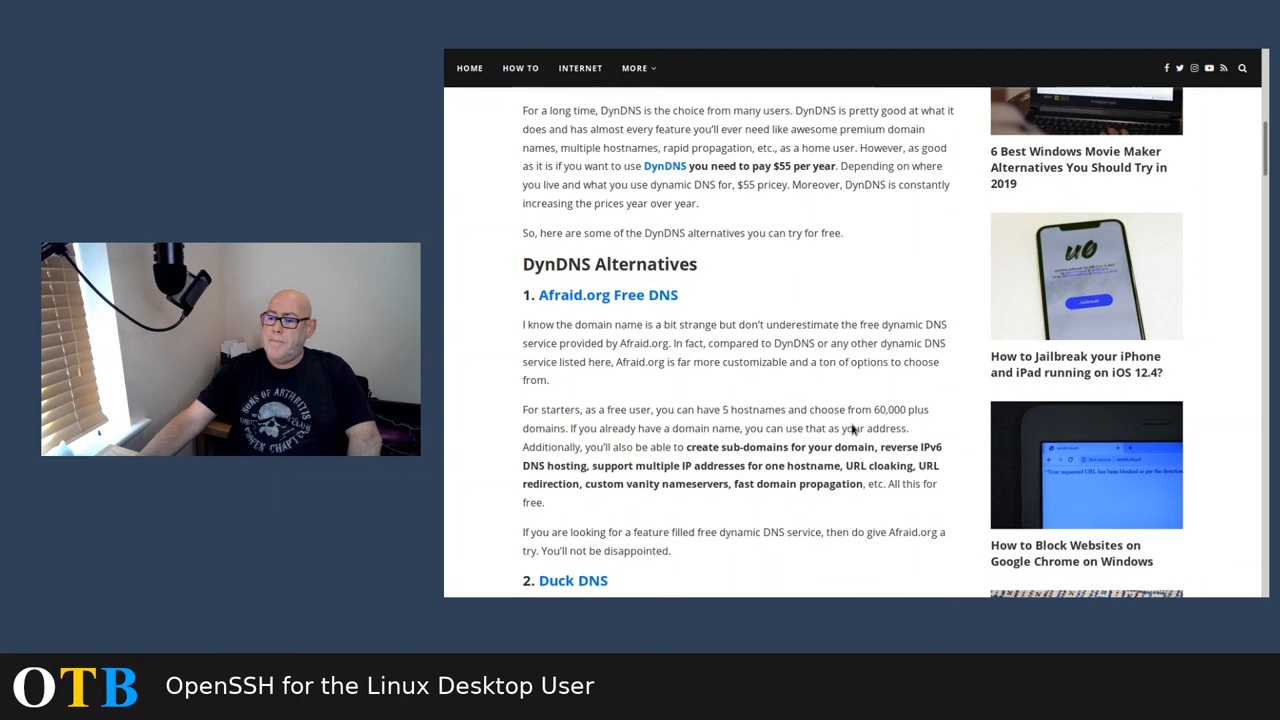 HOME HOW TO INTERNET MORE
For a long time, DynDNS is the choice from many users. DynDNS is pretty good at what it
does and has almost every feature you'll ever need like awesome premium domain
names, multiple hostnames, rapid propagation, etc., as a home user. However, as good
as it is if you want to use DynDNS you need to pay $55 per year. Depending on where
you live and what you use dynamic DNS for, $55 pricey. Moreover, DynDNS is constantly
increasing the prices year over year.
So, here are some of the DynDNS alternatives you can try for free.
DynDNS Alternatives
1. Afraid.org Free DNS
I know the domain name is a bit strange but don't underestimate the free dynamic DNS
service provided by Afraid.org. In fact, compared to DynDNS or any other dynamic DNS
service listed here, Afraid.org is far more customizable and a ton of options to choose
from.
For starters, as a free user, you can have 5 hostnames and choose from 60,000 plus
domains. If you already have a domain name, you can use that as your address.
Additionally, you'll also be able to create sub-domains for your domain, reverse IPv6
DNS hosting, support multiple IP addresses for one hostname, URL cloaking, URL
redirection, custom vanity nameservers, fast domain propagation, etc. All this for
free.
If you are looking for a feature filled free dynamic DNS service, then do give Afraid.org a
try. You'll not be disappointed.
2. Duck DNS
6 Best Windows Movie Maker
Alternatives You Should Try in
2019
u0
Jailbreak
How to Jailbreak your iPhone
and iPad running on iOS 12.4?
"Your requested URL has been blocked as per the
How to Block Websites on
Google Chrome on Windows
SONS OF ARTHRITIS
CHAPTER
OTB OpenSSH for the Linux Desktop User